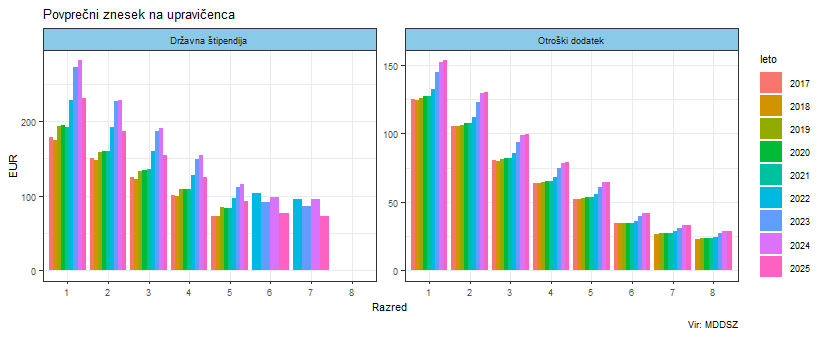 Povprečni znesek na upravičenca
Državna štipendija
Otroški dodatek
EUR
200
100
0
150
100
50
0
1 2 3 4 5 6 7 8
1 2 3 4 5 6 7 8
Razred
leto
2017
2018
2019
2020
2021
2022
2023
2024
2025
Vir: MDDSZ